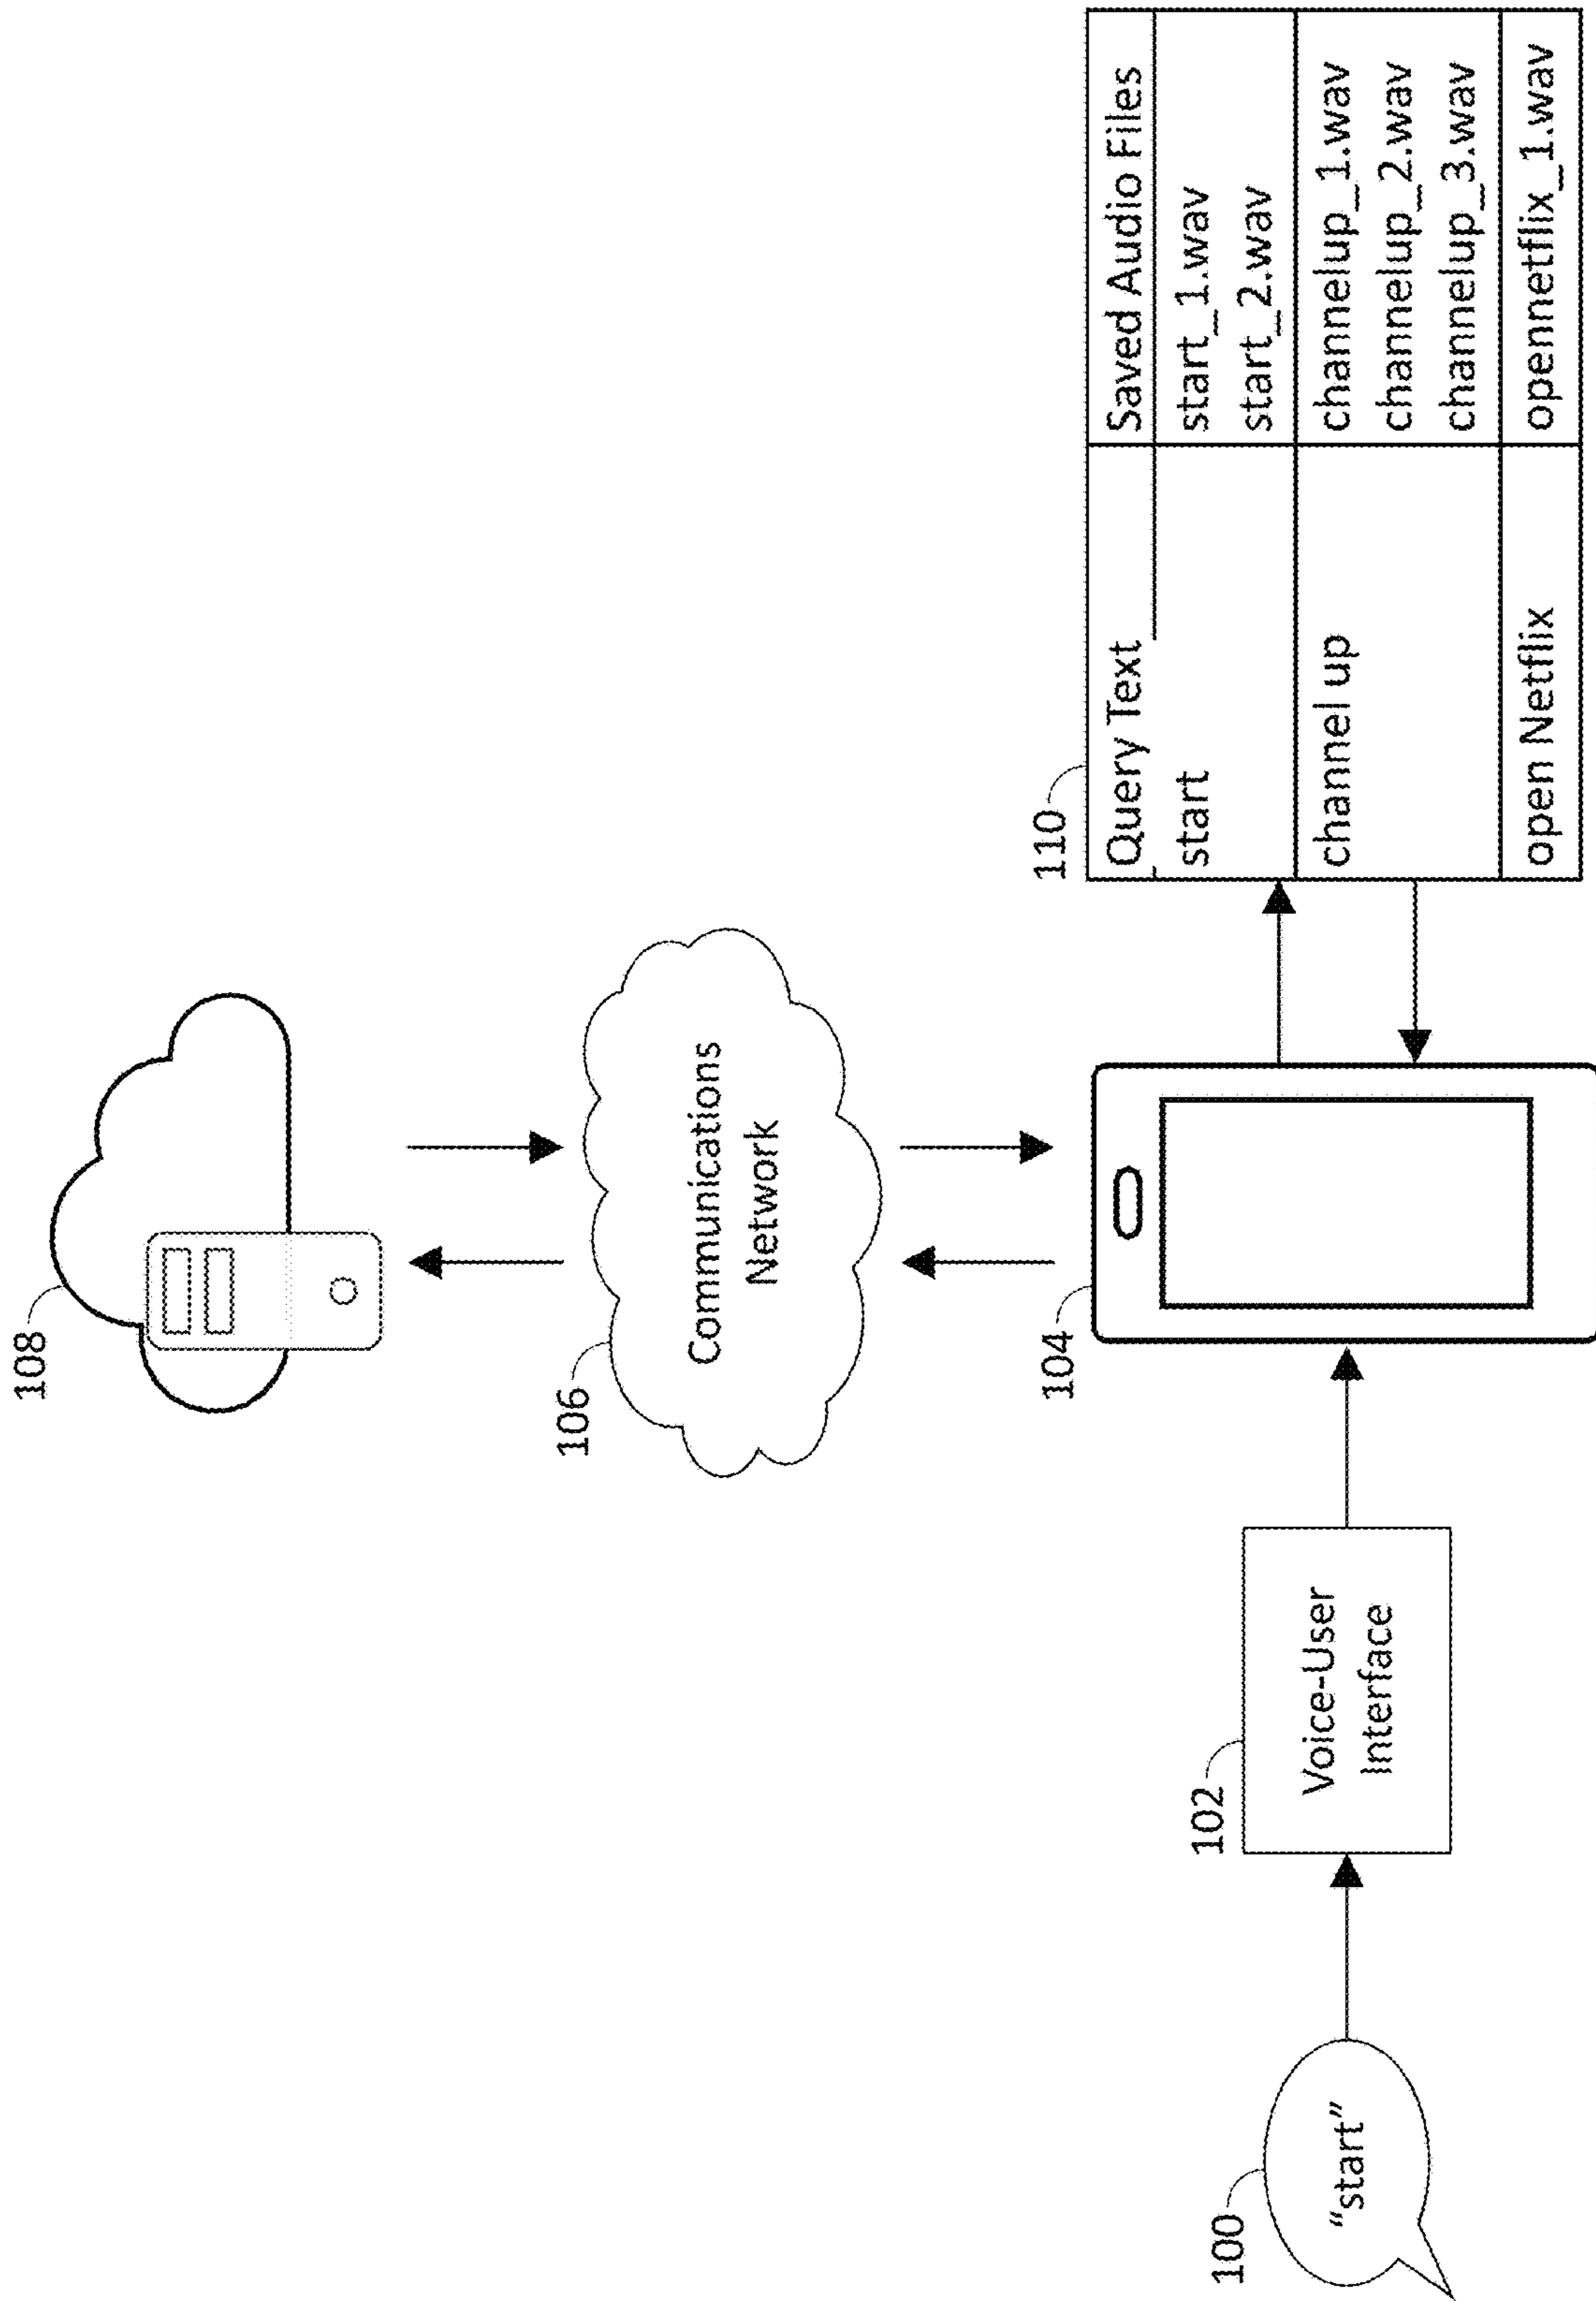 108
106
Communications
Network
100
"start"
102
Voice-User
Interface
104
110
Query Text Saved Audio Files
start start_1.wav
start_2.wav
channel up channelup_1.wav
channelup_2.wav
channelup_3.wav
open Netflix opennetflix_1.wav